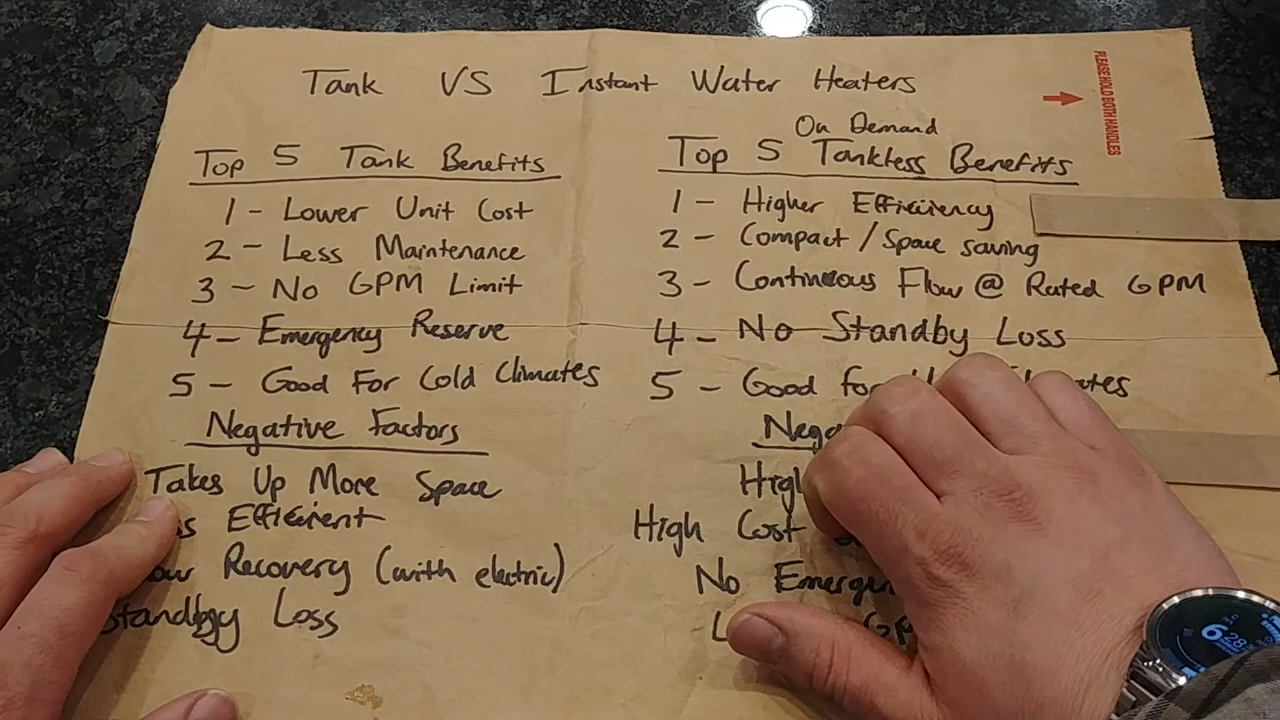 Tank VS Instant Water Heaters
PLEASE HOLD BOTH HANDLES
Top 5 Tank Benefits
1 - Lower Unit Cost
2 - Less Maintenance
3 - No GPM Limit
4 - Emergency Reserve
5 - Good For Cold Climates
Negative Factors
Takes Up More Space
Efficient
Recovery (with electric)
Standby Loss
On Demand
Top 5 Tankless Benefits
1 - Higher Efficiency
2 - Compact / Space saving
3 - Continuous Flow @ Rated GPM
4 - No Standby Loss
5 - Good for
High Cost
No
6:28